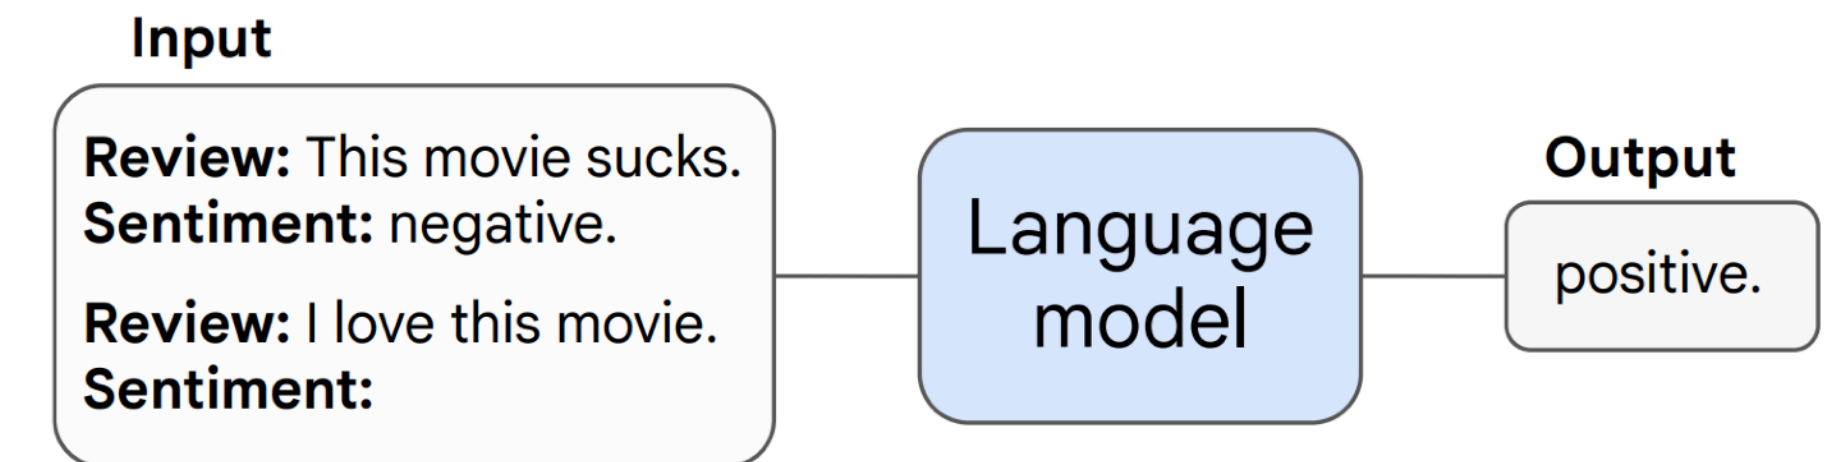 Input
Review: This movie sucks.
Sentiment: negative.
Review: I love this movie.
Sentiment:
Language
model
Output
positive.